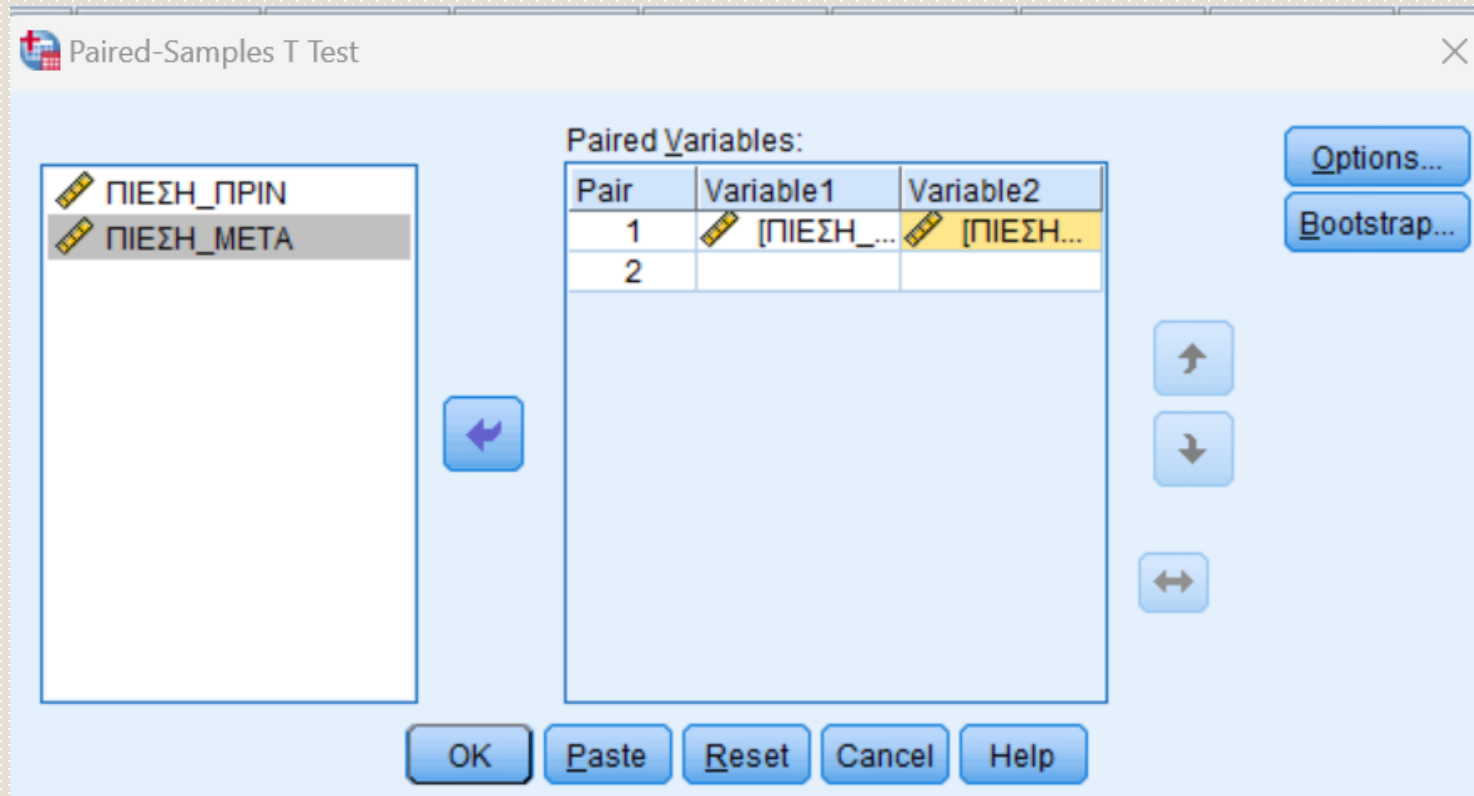 Paired-Samples T Test
Paired Variables:
Options...
Bootstrap...
ΠΙΕΣΗ_ΠΡΙΝ
ΠΙΕΣΗ_ΜΕΤΑ
Pair Variable1 Variable2
1 [ΠΙΕΣΗ_... [ΠΙΕΣΗ...
2
OK Paste Reset Cancel Help